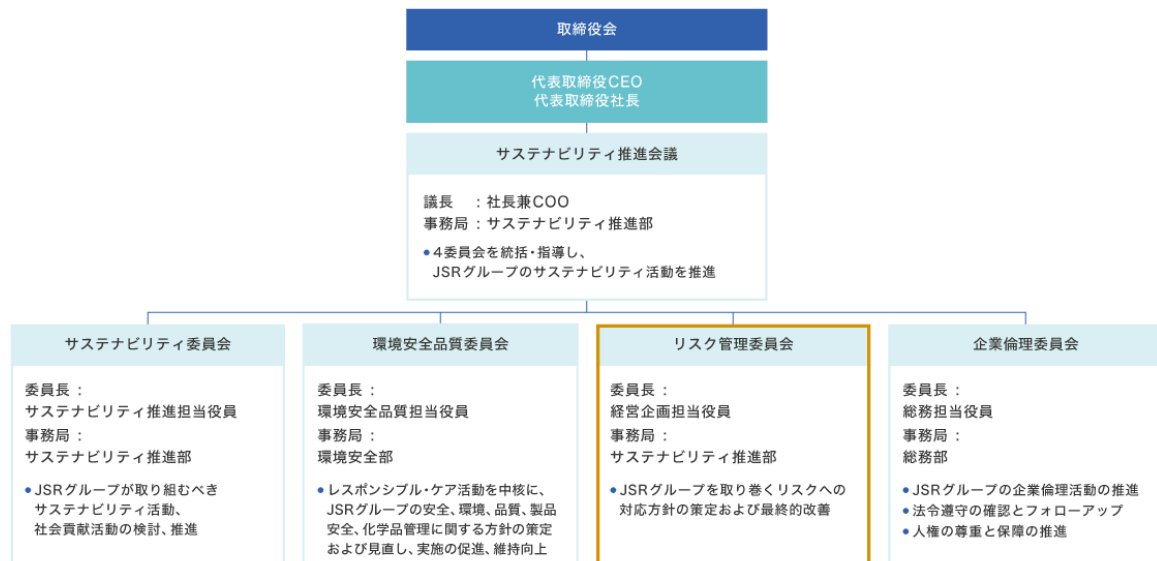 取締役会
代表取締役CEO
代表取締役社長
サステナビリティ推進会議
議長　：社長兼COO
事務局：サステナビリティ推進部
●4委員会を統括・指導し、
JSRグループのサステナビリティ活動を推進
サステナビリティ委員会
委員長：
サステナビリティ推進担当役員
事務局：
サステナビリティ推進部
●JSRグループが取り組むべき
サステナビリティ活動、
社会貢献活動の検討、推進
環境安全品質委員会
委員長：
環境安全品質担当役員
事務局：
環境安全部
●レスポンシブル・ケア活動を中核に、
JSRグループの安全、環境、品質、製品
安全、化学品管理に関する方針の策定
および見直し、実施の促進、維持向上
リスク管理委員会
委員長：
経営企画担当役員
事務局：
サステナビリティ推進部
●JSRグループを取り巻くリスクへの
対応方針の策定および最終的改善
企業倫理委員会
委員長：
総務担当役員
事務局：
総務部
●JSRグループの企業倫理活動の推進
●法令遵守の確認とフォローアップ
●人権の尊重と保障の推進